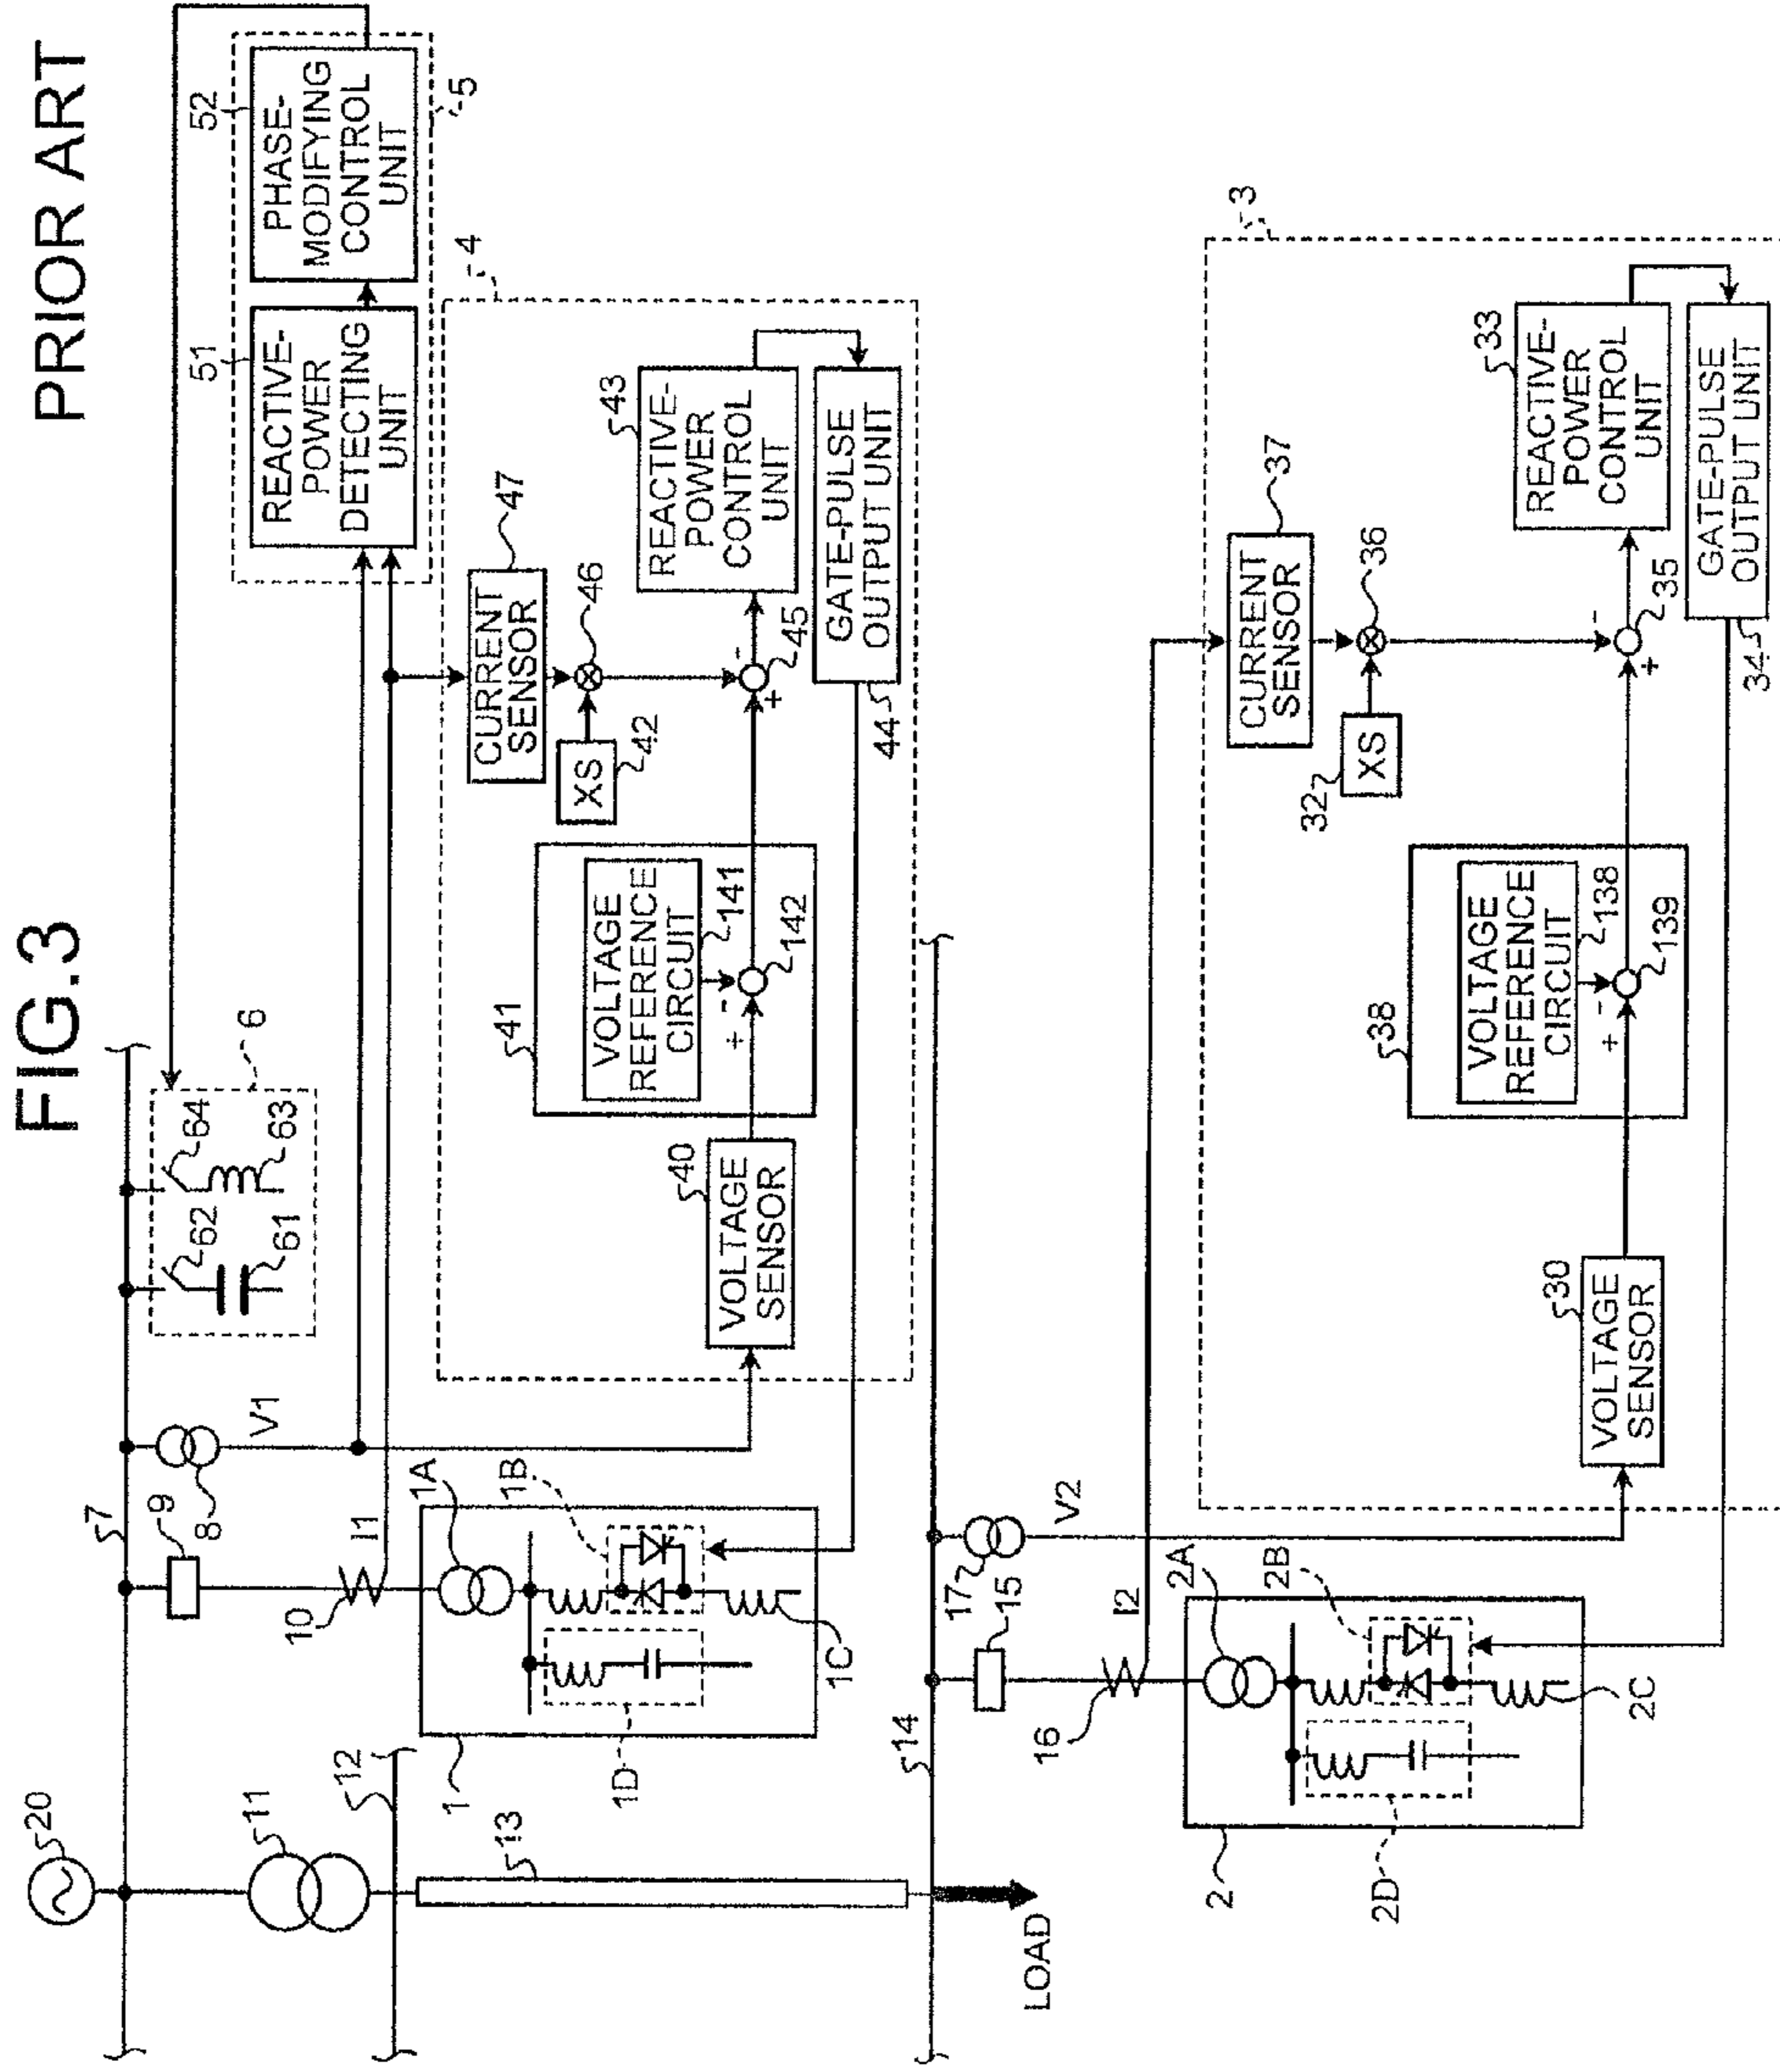 FIG.3
PRIOR ART
20
7
9
8
V1
62
64
61
63
6
51
REACTIVE-
POWER
DETECTING
UNIT
52
PHASE-
MODIFYING
CONTROL
UNIT
5
11
12
10
I1
1
1A
1B
1C
1D
13
4
40
VOLTAGE
SENSOR
41
VOLTAGE
REFERENCE
CIRCUIT
141
142
+
-
CURRENT
SENSOR
47
XS
42
46
-
+
45
43
REACTIVE-
POWER
CONTROL
UNIT
GATE-PULSE
OUTPUT UNIT
44
14
LOAD
17
V2
15
16
I2
2
2A
2B
2C
2D
3
30
VOLTAGE
SENSOR
38
VOLTAGE
REFERENCE
CIRCUIT
138
139
+
-
CURRENT
SENSOR
37
32
XS
36
-
+
35
33
REACTIVE-
POWER
CONTROL
UNIT
GATE-PULSE
OUTPUT UNIT
34